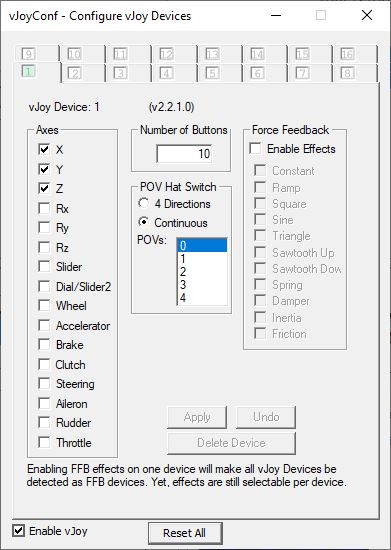 vJoyConf - Configure vJoy Devices
9 10 11 12 13 14 15 16
1 2 3 4 5 6 7 8
vJoy Device: 1 (v2.2.1.0)
Axes
X
Y
Z
Rx
Ry
Rz
Slider
Dial/Slider2
Wheel
Accelerator
Brake
Clutch
Steering
Aileron
Rudder
Throttle
Number of Buttons
10
POV Hat Switch
4 Directions
Continuous
POVs:
0
1
2
3
4
Force Feedback
Enable Effects
Constant
Ramp
Square
Sine
Triangle
Sawtooth Up
Sawtooth Dow
Spring
Damper
Inertia
Friction
Apply
Undo
Delete Device
Enabling FFB effects on one device will make all vJoy Devices be
detected as FFB devices. Yet, effects are still selectable per device.
Enable vJoy
Reset All